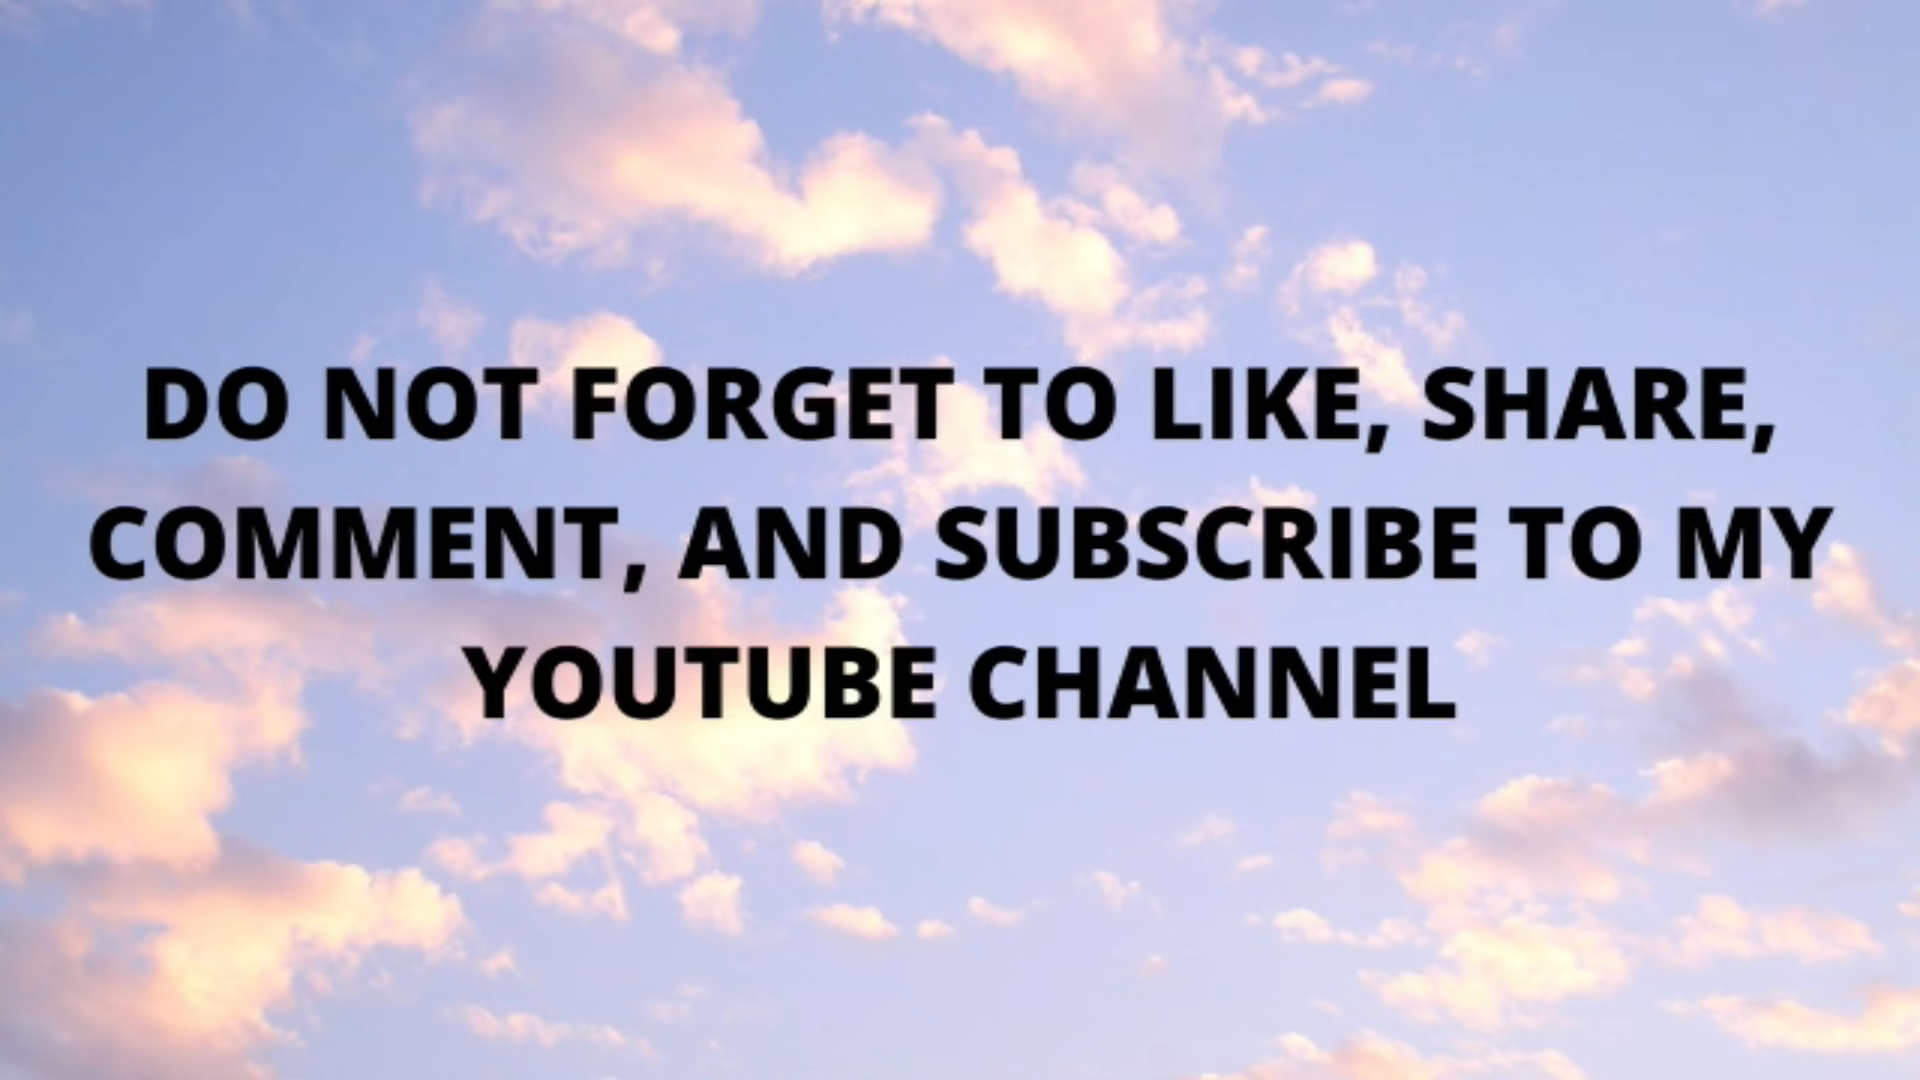 DO NOT FORGET TO LIKE, SHARE,
COMMENT, AND SUBSCRIBE TO MY
YOUTUBE CHANNEL